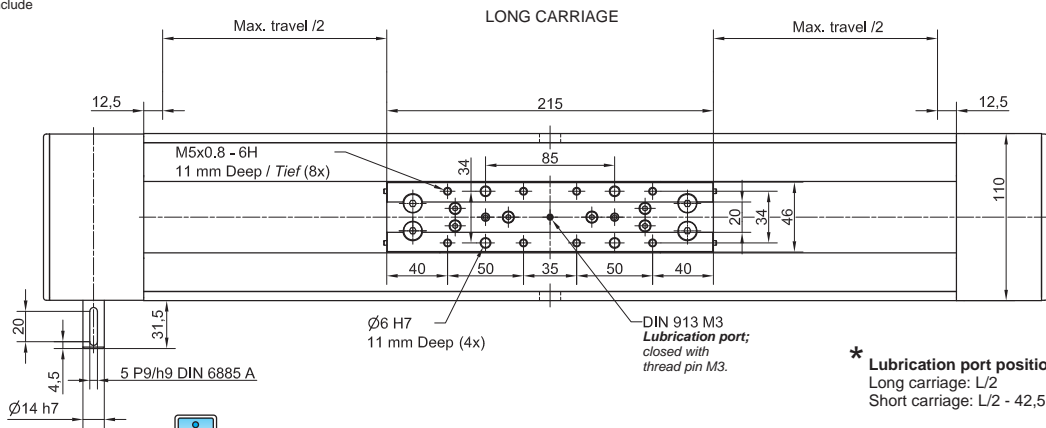 nclude
LONG CARRIAGE
Max. travel /2
Max. travel /2
12,5
215
12,5
M5x0.8 - 6H
11 mm Deep / Tief (8x)
34
85
110
20
34
46
40
50
35
50
40
20
4,5
31,5
Ø6 H7
11 mm Deep (4x)
DIN 913 M3
Lubrication port;
closed with
thread pin M3.
5 P9/h9 DIN 6885 A
Ø14 h7
* Lubrication port positio
Long carriage: L/2
Short carriage: L/2 - 42,5